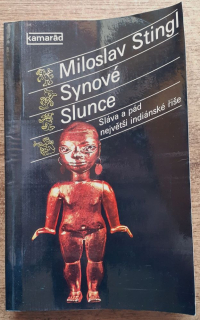 kamarád
Miloslav Stingl
Synové
Slunce
Sláva a pád
největší indiánské říše